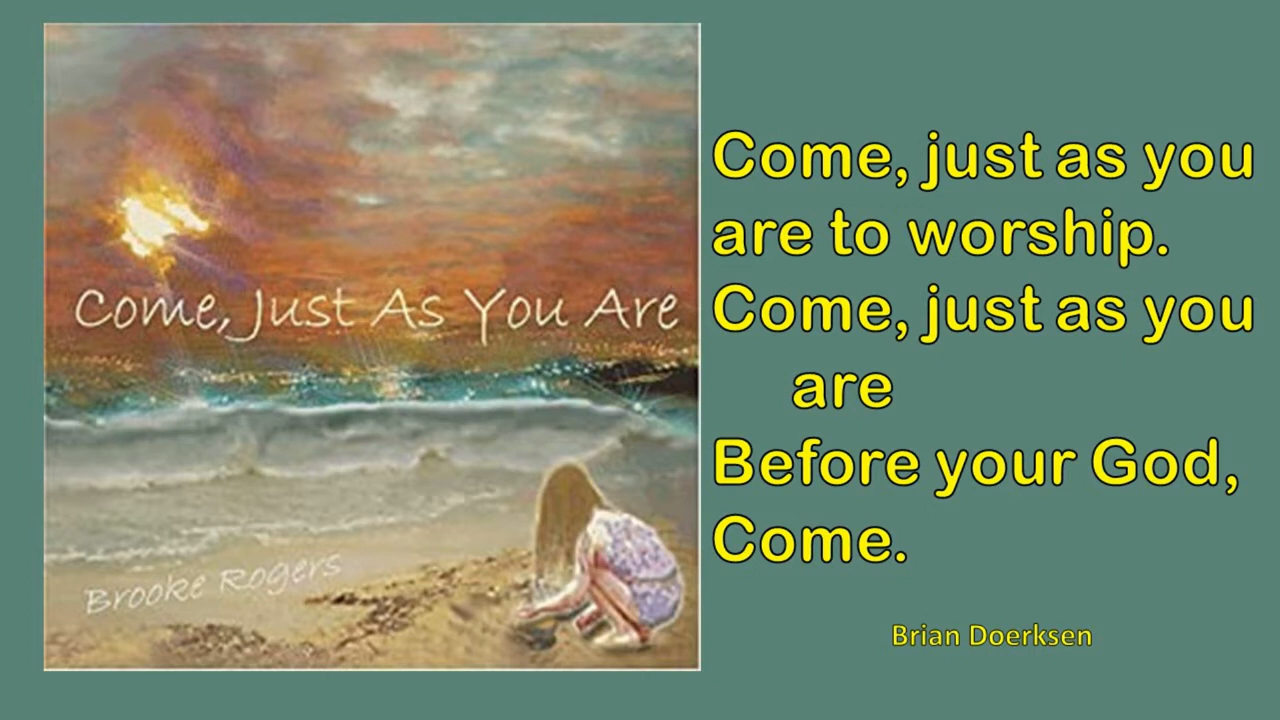 Come, Just As You Are
Brooke Rogers
Come, just as you
are to worship.
Come, just as you
are
Before your God,
Come.
Brian Doerksen